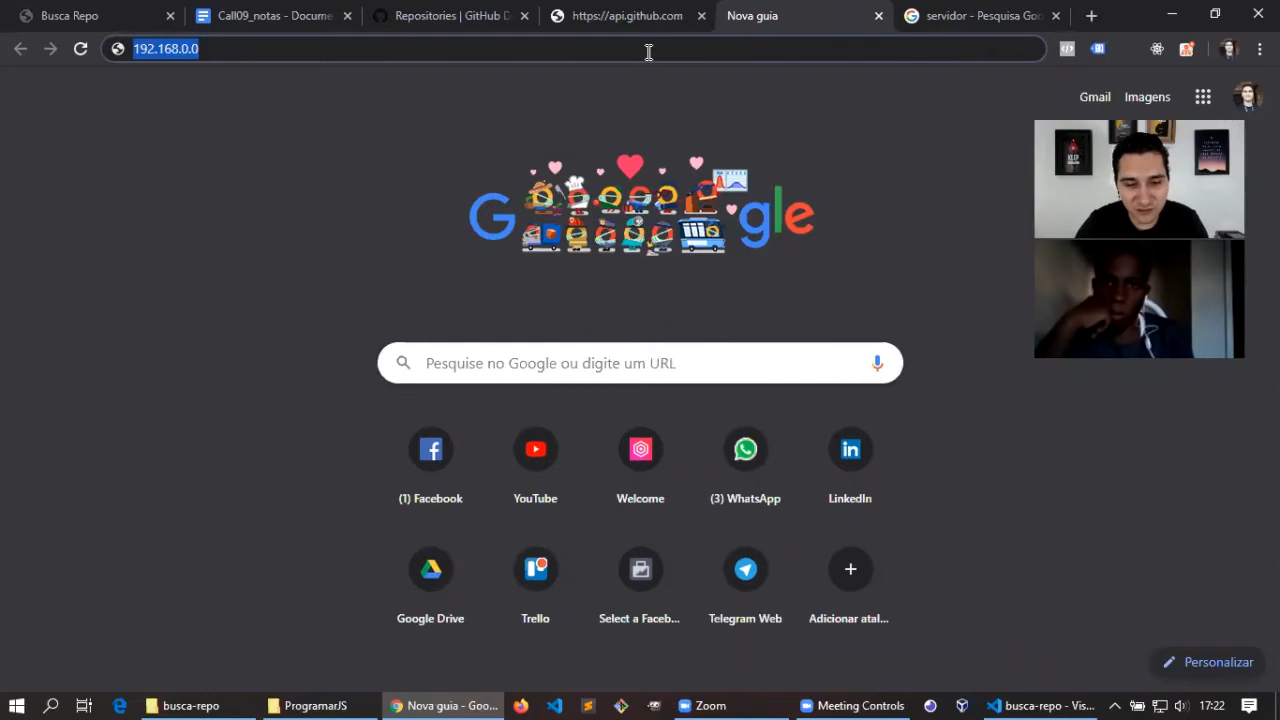 Busca Repo
Call09_notas – Docume
Repositories | GitHub D
https://api.github.com
Nova guia
servidor - Pesquisa Goo
192.168.0.0
Gmail
Imagens
KEEP
G
gle
Pesquise no Google ou digite um URL
(1) Facebook
YouTube
Welcome
(3) WhatsApp
LinkedIn
Google Drive
Trello
Select a Faceb...
Telegram Web
Adicionar atal...
Personalizar
busca-repo
ProgramarJS
Nova guia - Goo...
Zoom
Meeting Controls
busca-repo - Vis...
17:22